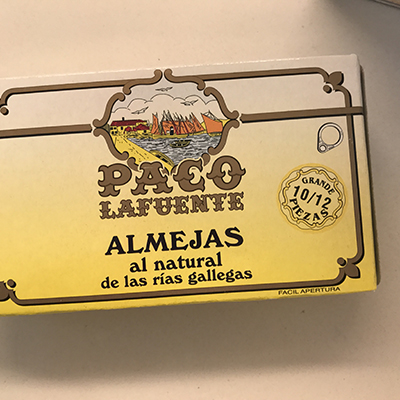 PACO
LAFUENTE
GRANDE
10/12
PIEZAS
ALMEJAS
al natural
de las rías gallegas
FACIL APERTURA